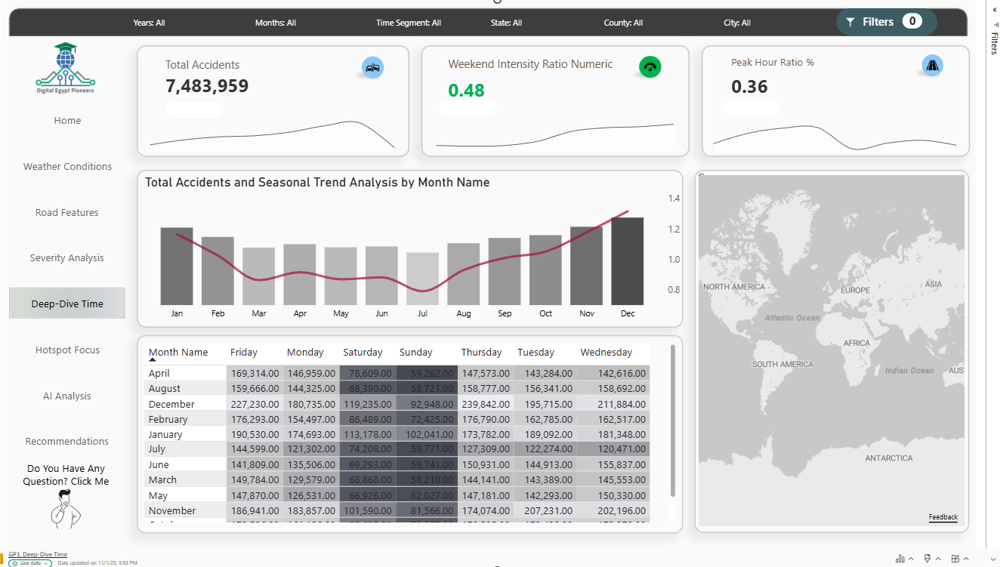 Years: All Months: All Time Segment: All State: All County: All City: All Filters 0
Filters
Digital Egypt Pioneers
Home
Weather Conditions
Road Features
Severity Analysis
Deep-Dive Time
Hotspot Focus
AI Analysis
Recommendations
Do You Have Any
Question? Click Me
Total Accidents
7,483,959
Weekend Intensity Ratio Numeric
0.48
Peak Hour Ratio %
0.36
Total Accidents and Seasonal Trend Analysis by Month Name
1.4
1.2
1.0
0.8
Jan Feb Mar Apr May Jun Jul Aug Sep Oct Nov Dec
Month Name Friday Monday Saturday Sunday Thursday Tuesday Wednesday
April 169,314.00 146,959.00 78,609.00 59,262.00 147,573.00 143,284.00 142,616.00
August 159,666.00 144,325.00 68,390.00 58,721.00 158,777.00 156,341.00 158,692.00
December 227,230.00 180,735.00 119,235.00 92,948.00 239,842.00 195,715.00 211,884.00
February 176,293.00 154,497.00 86,489.00 72,425.00 176,790.00 162,785.00 162,517.00
January 190,530.00 174,693.00 113,178.00 102,041.00 173,782.00 189,092.00 181,348.00
July 144,599.00 121,302.00 74,208.00 59,771.00 127,309.00 122,274.00 120,471.00
June 141,809.00 135,506.00 69,293.00 59,741.00 150,931.00 144,913.00 155,837.00
March 149,784.00 129,579.00 68,868.00 58,210.00 144,141.00 143,389.00 145,553.00
May 147,870.00 126,531.00 66,926.00 62,027.00 147,181.00 142,293.00 150,330.00
November 186,941.00 183,857.00 101,590.00 81,566.00 174,074.00 207,231.00 202,196.00
NORTH AMERICA
EUROPE
ASIA
Atlantic Ocean
AFRICA
SOUTH AMERICA
Indian Ocean
AUS
ANTARCTICA
Feedback
GP3, Deep-Dive Time
Live data Data updated on 11/1/25, 3:53 PM